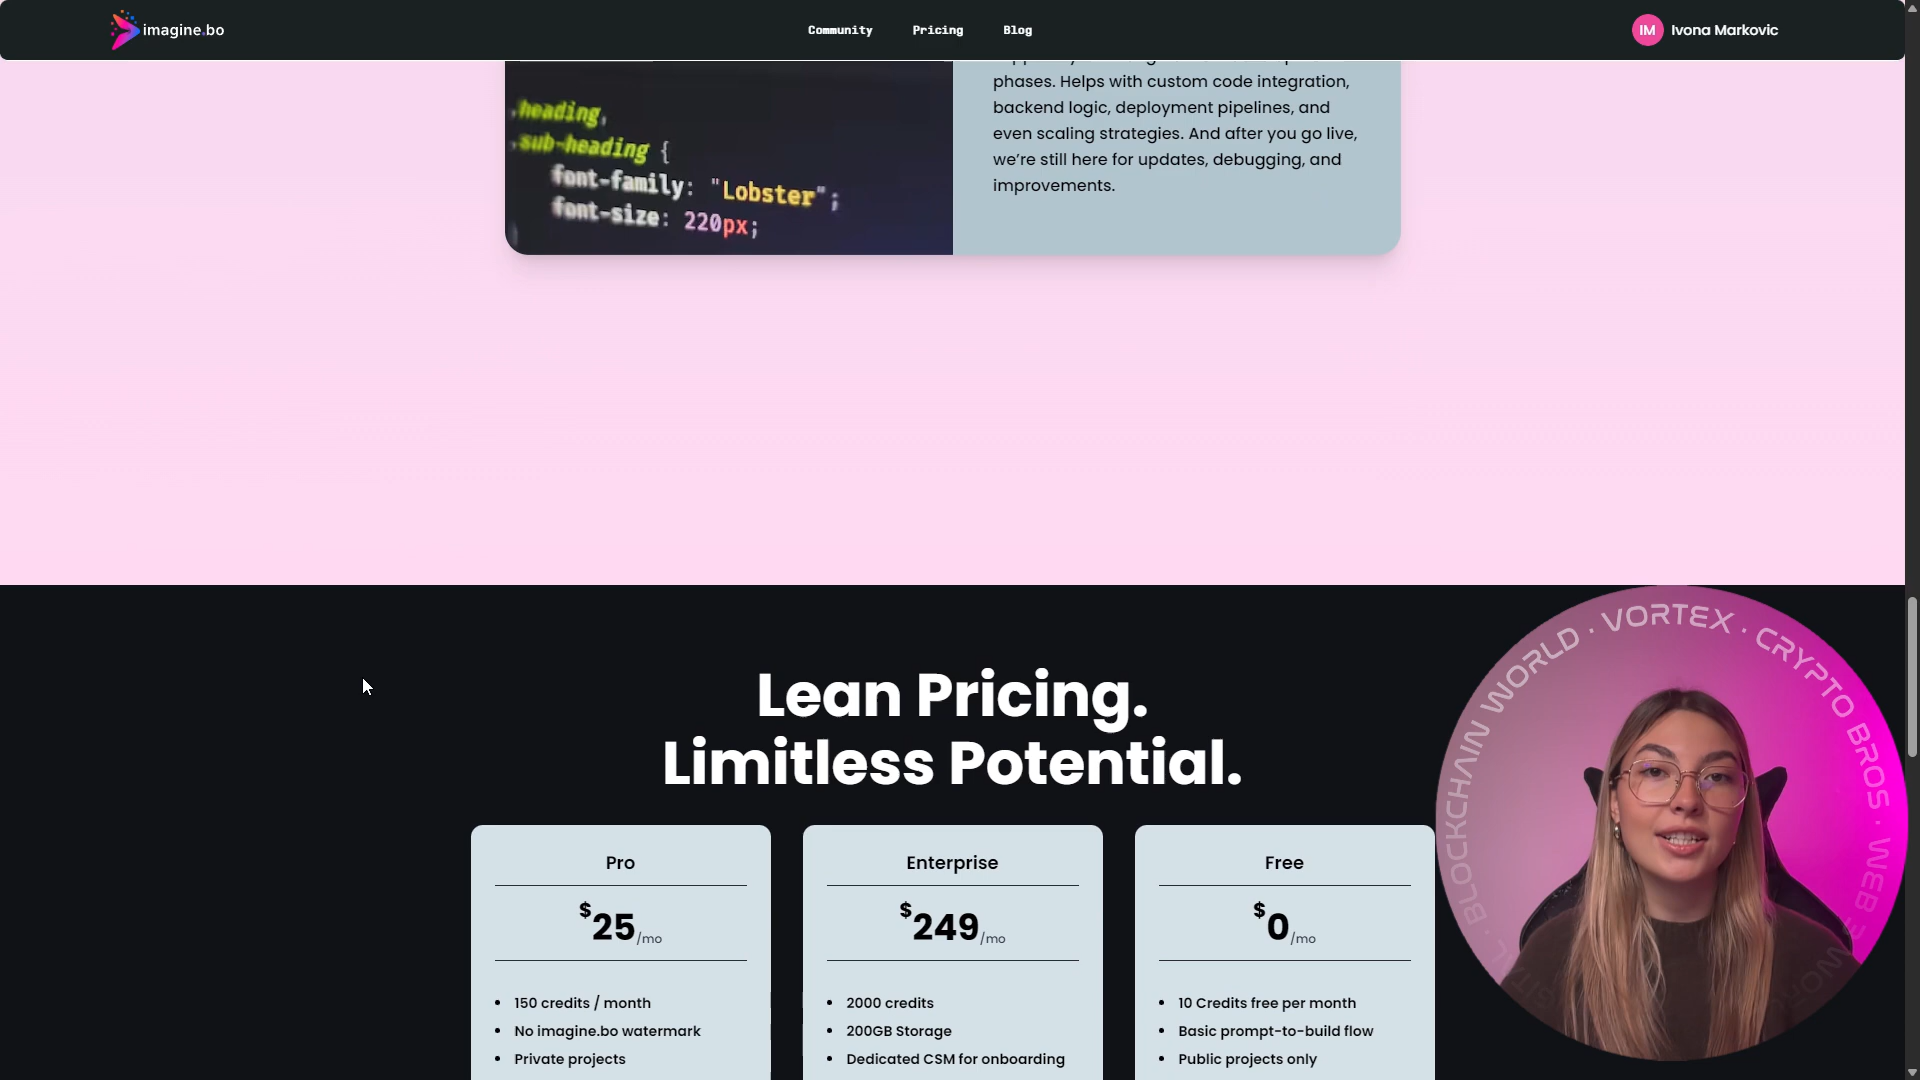 imagine.bo
Community
Pricing
Blog
IM
Ivona Markovic
phases. Helps with custom code integration,
backend logic, deployment pipelines, and
even scaling strategies. And after you go live,
we’re still here for updates, debugging, and
improvements.
.heading,
.sub-heading {
font-family: "Lobster";
font-size: 220px;
Lean Pricing.
Limitless Potential.
Pro
$25/mo
• 150 credits / month
• No imagine.bo watermark
• Private projects
Enterprise
$249/mo
• 2000 credits
• 200GB Storage
• Dedicated CSM for onboarding
Free
$0/mo
• 10 Credits free per month
• Basic prompt-to-build flow
• Public projects only
BLOCKCHAIN WORLD · VORTEX · CRYPTO BROS · WEB 3